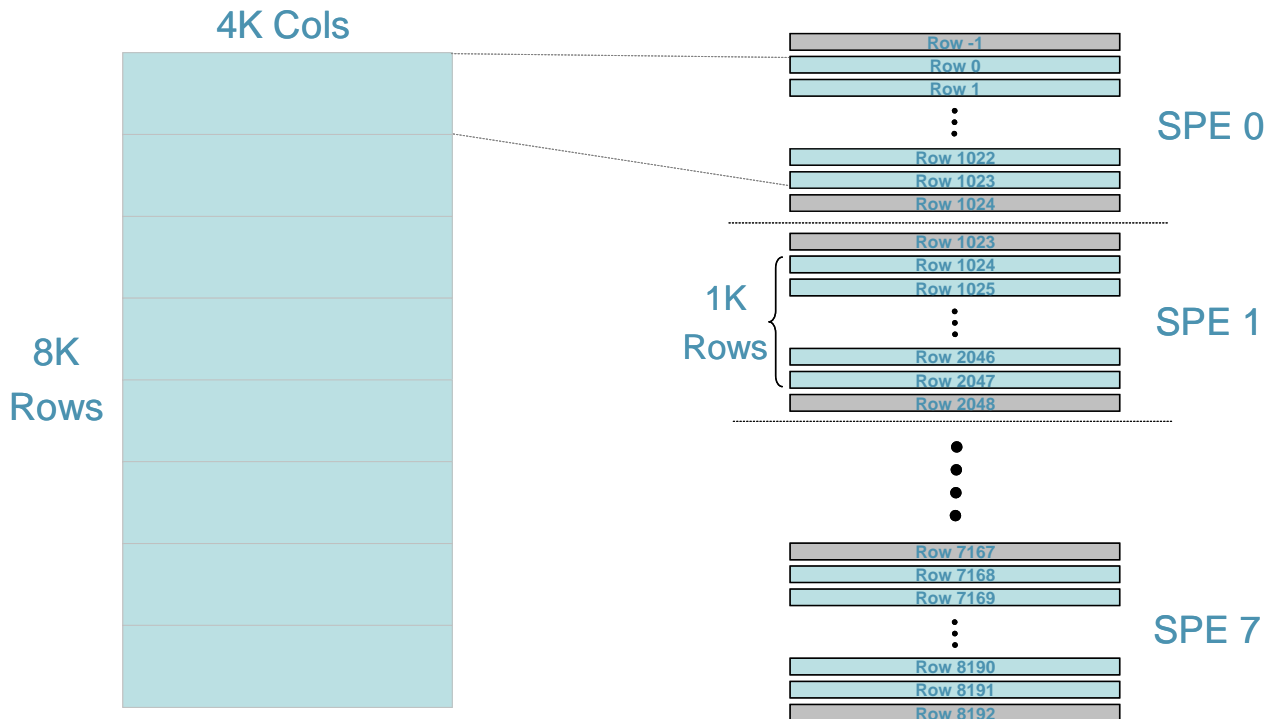 4K Cols
8K
Rows
Row -1
Row 0
Row 1
Row 1022
Row 1023
Row 1024
SPE 0
Row 1023
Row 1024
Row 1025
Row 2046
Row 2047
Row 2048
1K
Rows
SPE 1
Row 7167
Row 7168
Row 7169
Row 8190
Row 8191
Row 8192
SPE 7